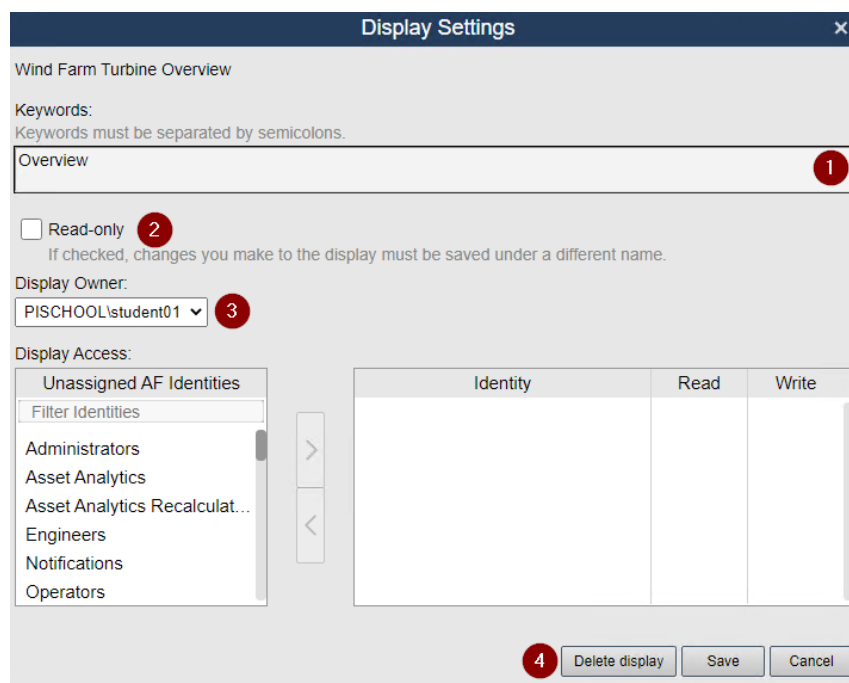 Display Settings ×
Wind Farm Turbine Overview
Keywords:
Keywords must be separated by semicolons.
Overview 1
Read-only 2
If checked, changes you make to the display must be saved under a different name.
Display Owner:
PISCHOOL\student01 3
Display Access:
Unassigned AF Identities Identity Read Write
Filter Identities
Administrators
Asset Analytics
Asset Analytics Recalculat...
Engineers
Notifications
Operators
4 Delete display Save Cancel